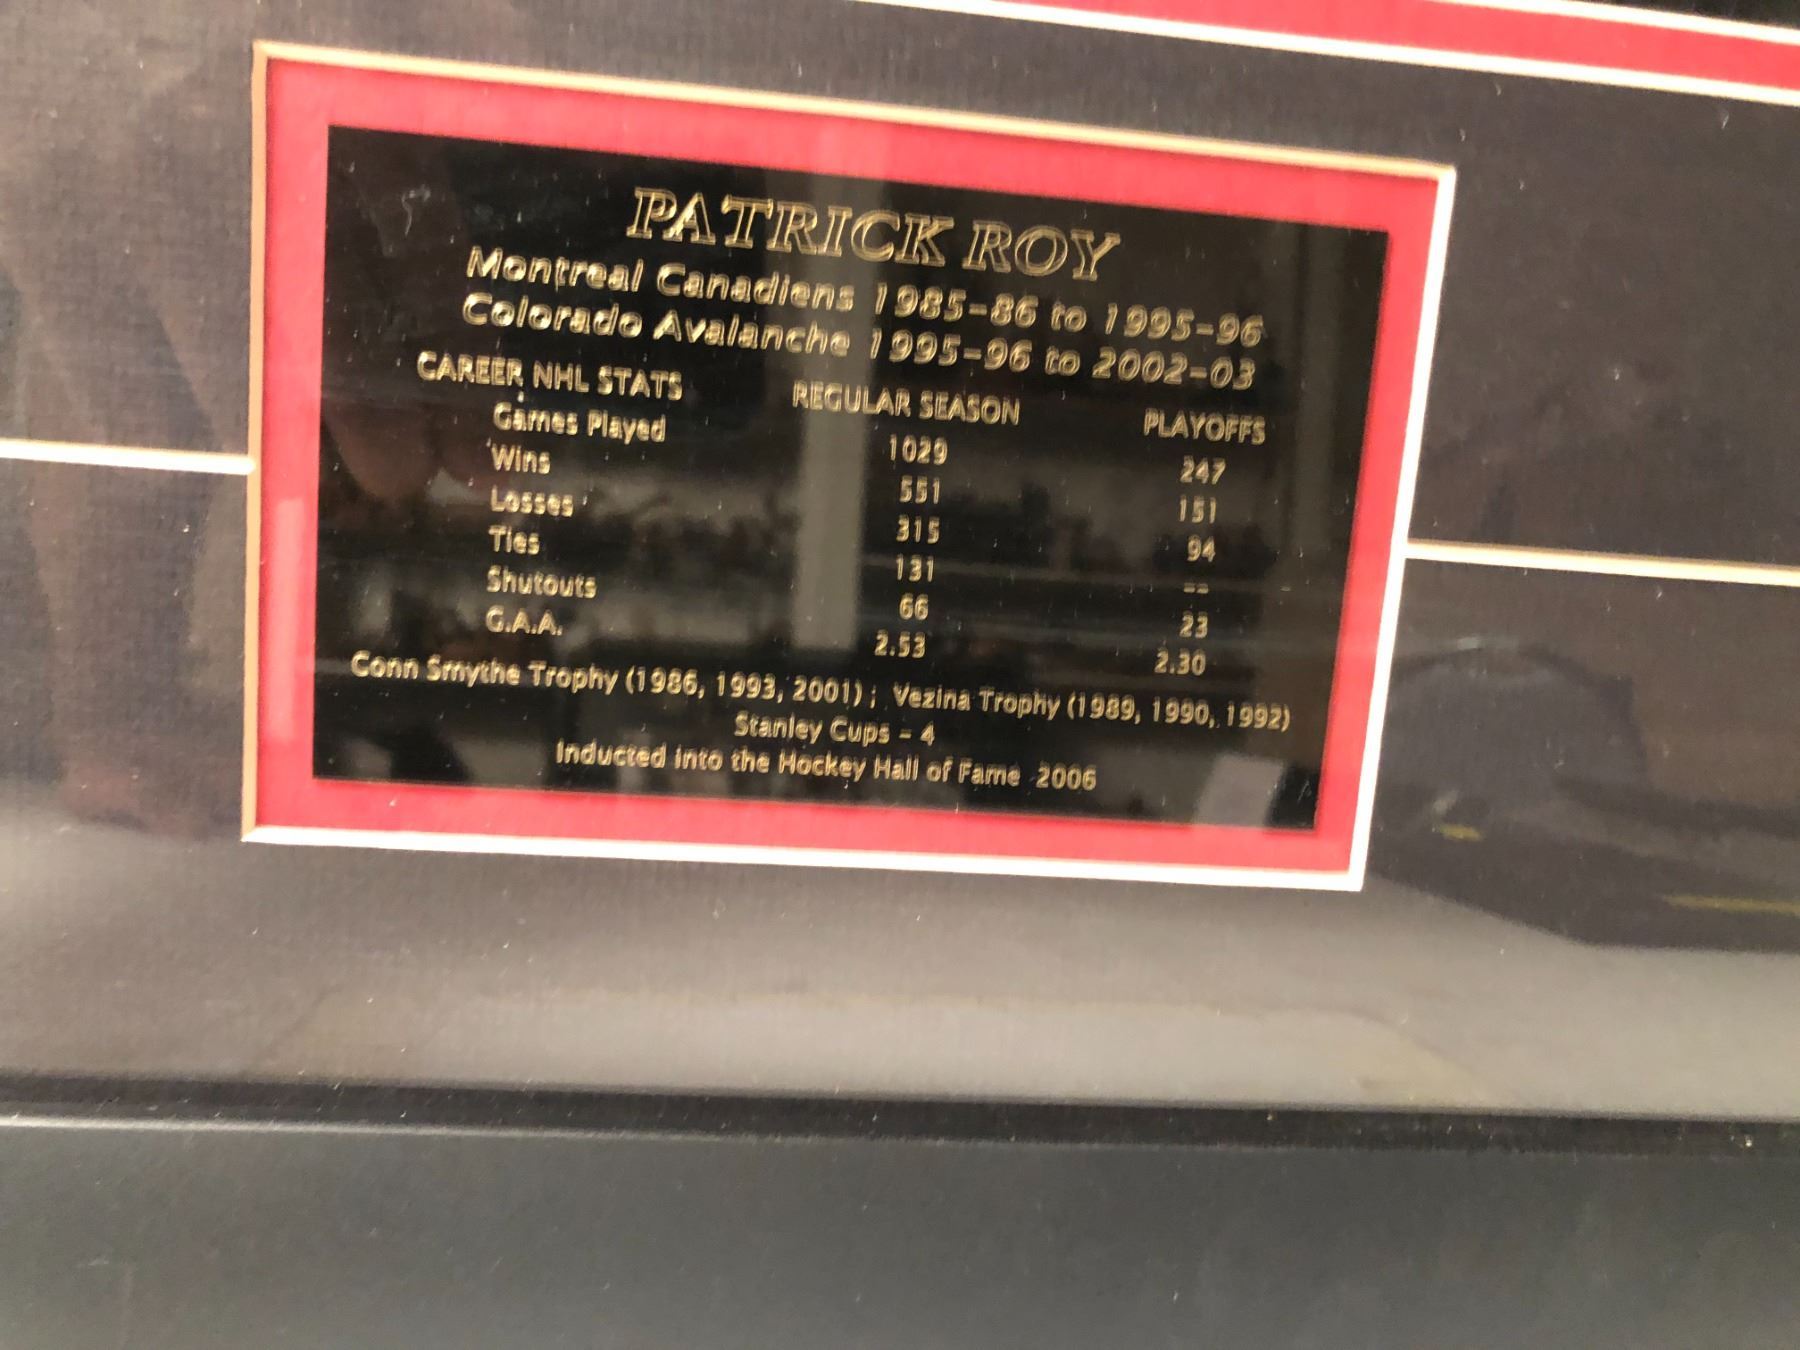 PATRICK ROY
Montreal Canadiens 1985-86 to 1995-96
Colorado Avalanche 1995-96 to 2002-03
CAREER NHL STATS REGULAR SEASON PLAYOFFS
Games Played 1029 247
Wins 551 151
Losses 315 94
Ties 131 --
Shutouts 66 23
G.A.A. 2.53 2.30
Conn Smythe Trophy (1986, 1993, 2001) ; Vezina Trophy (1989, 1990, 1992)
Stanley Cups - 4
Inducted into the Hockey Hall of Fame 2006